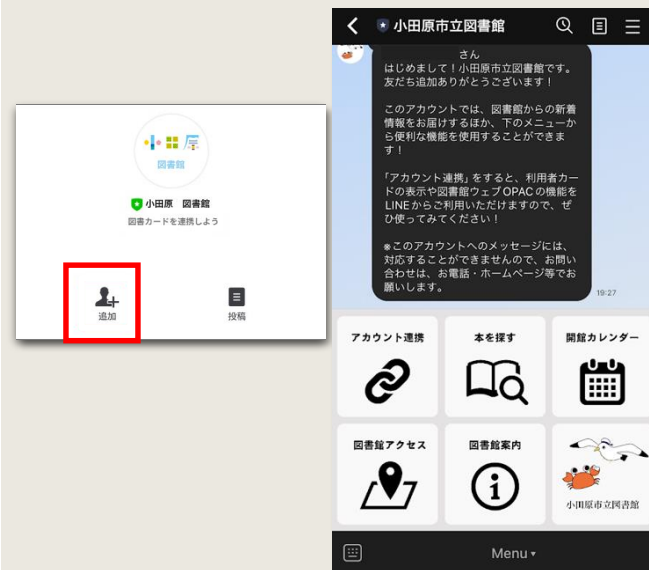 小田原
図書館
小田原 図書館
図書カードを連携しよう
追加
投稿
小田原市立図書館
さん
はじめまして！小田原市立図書館です。
友だち追加ありがとうございます！
このアカウントでは、図書館からの新着
情報をお届けするほか、下のメニューか
ら便利な機能を使用することができま
す！
「アカウント連携」をすると、利用者カー
ドの表示や図書館ウェブOPACの機能を
LINEからご利用いただけますので、ぜ
ひ使ってみてください！
※このアカウントへのメッセージには、
対応することができませんので、お問い
合わせは、お電話・ホームページ等でお
願いします。
19:27
アカウント連携
本を探す
開館カレンダー
図書館アクセス
図書館案内
小田原市立図書館
Menu